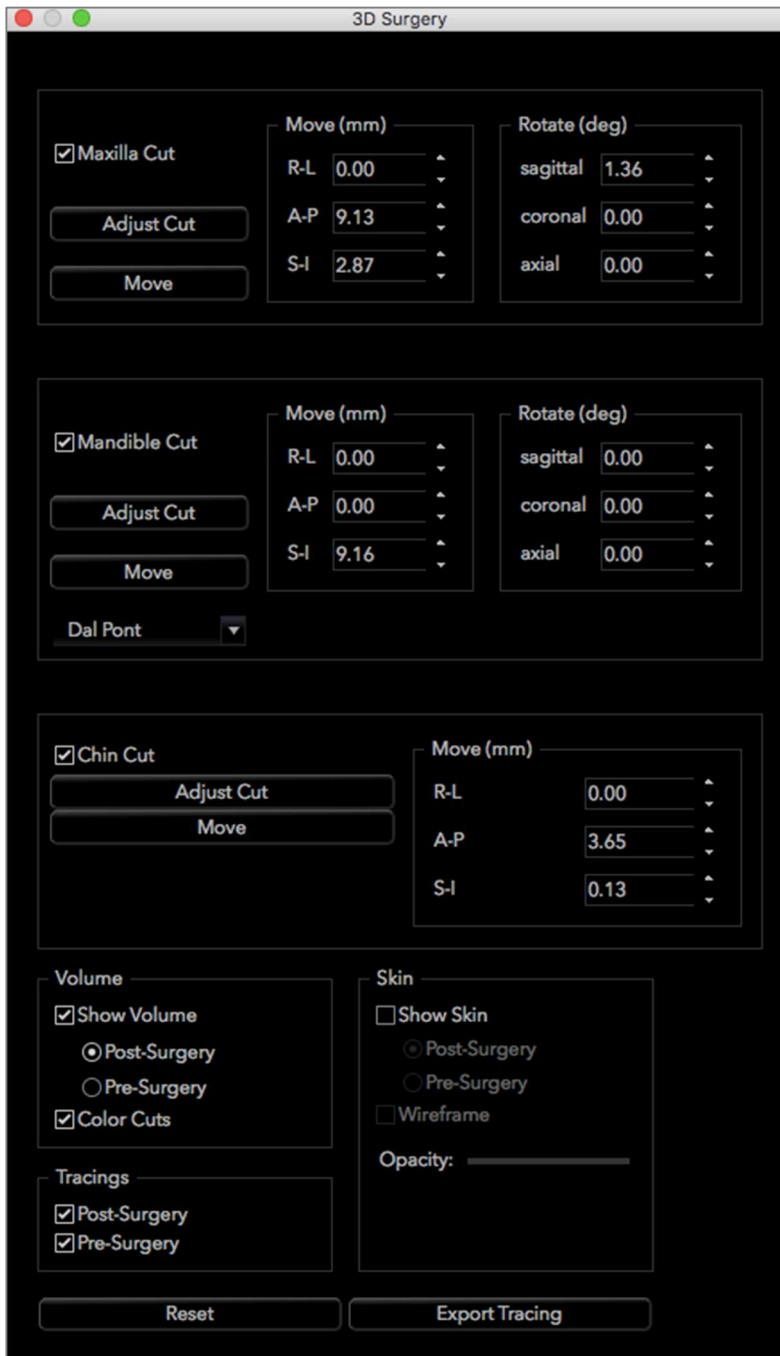 3D Surgery
Maxilla Cut
Adjust Cut
Move
Move (mm)
R-L 0.00
A-P 9.13
S-I 2.87
Rotate (deg)
sagittal 1.36
coronal 0.00
axial 0.00
Mandible Cut
Adjust Cut
Move
Dal Pont
Move (mm)
R-L 0.00
A-P 0.00
S-I 9.16
Rotate (deg)
sagittal 0.00
coronal 0.00
axial 0.00
Chin Cut
Adjust Cut
Move
Move (mm)
R-L 0.00
A-P 3.65
S-I 0.13
Volume
Show Volume
Post-Surgery
Pre-Surgery
Color Cuts
Tracings
Post-Surgery
Pre-Surgery
Skin
Show Skin
Post-Surgery
Pre-Surgery
Wireframe
Opacity:
Reset
Export Tracing